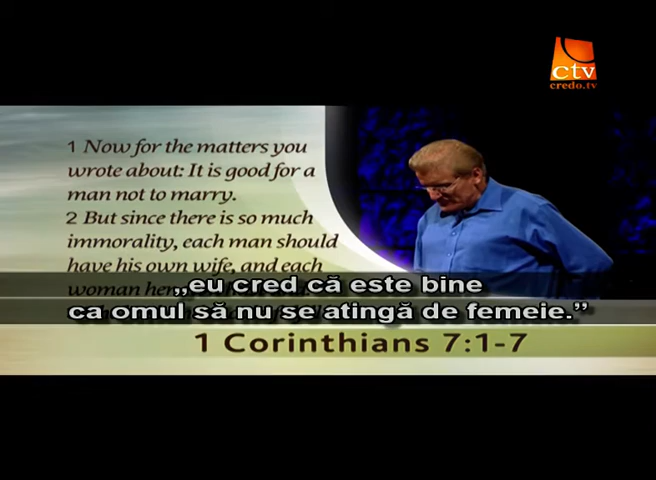 ctv
credo.tv
1 Now for the matters you
wrote about: It is good for a
man not to marry.
2 But since there is so much
immorality, each man should
have his own wife, and each
woman her
„eu cred că este bine
ca omul să nu se atingă de femeie.”
1 Corinthians 7:1-7